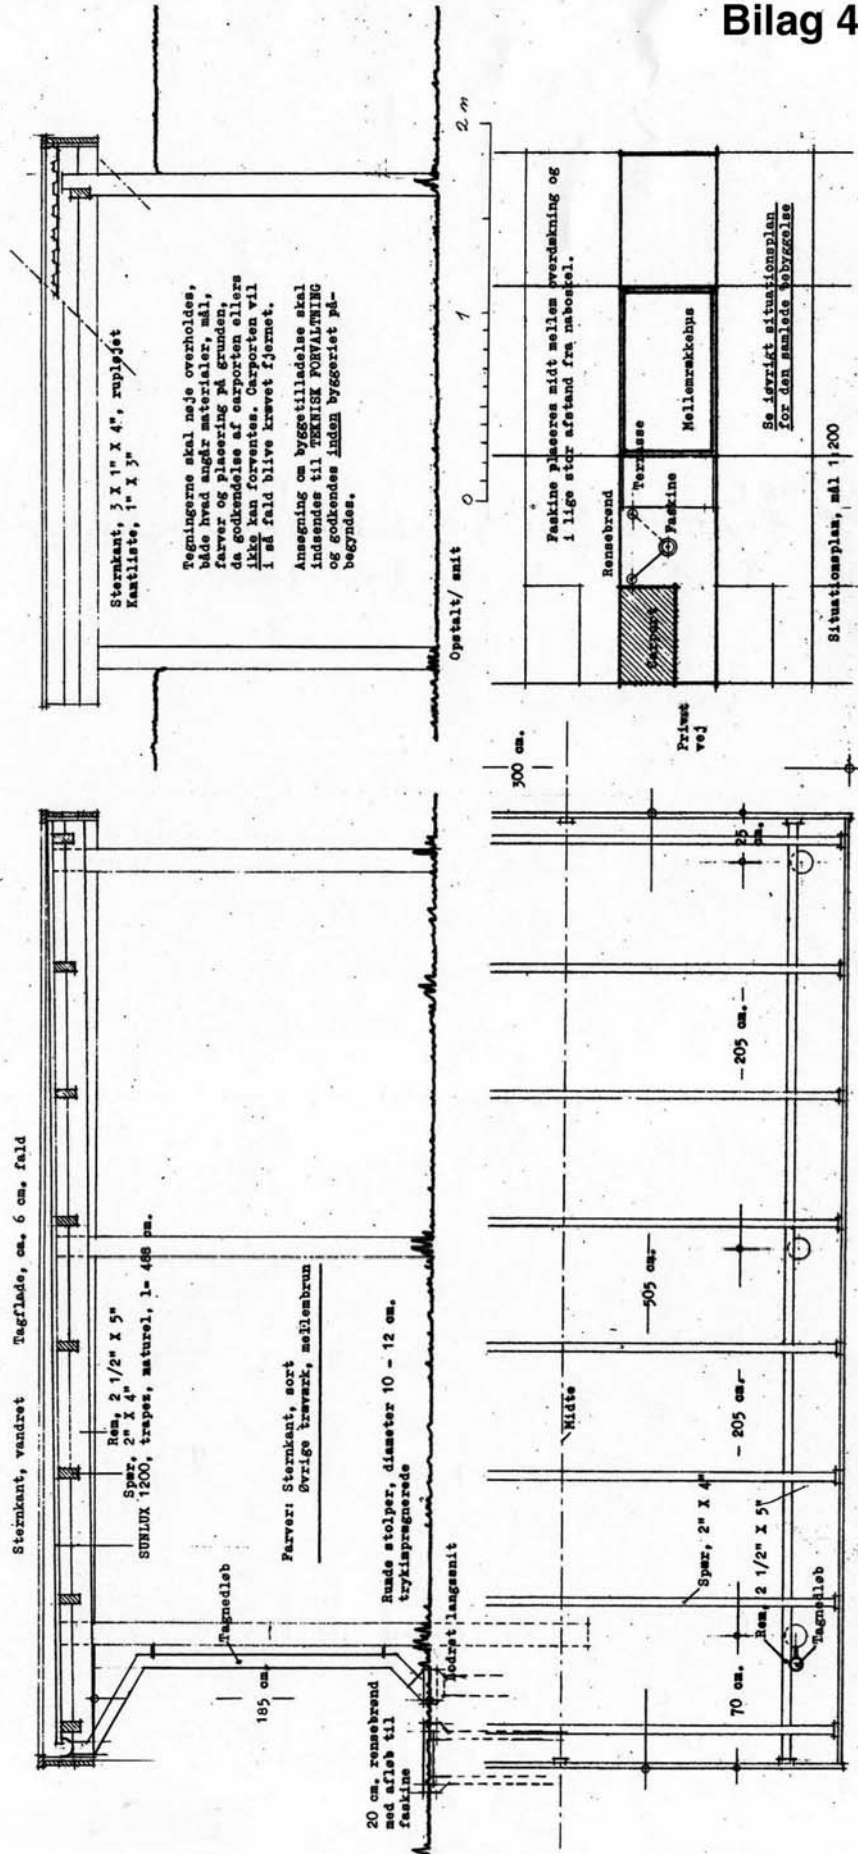 Bilag 4
Sternkant, vandret    Tagflade, ca. 6 cm. fald
Rem, 2 1/2" X 5"
Spær, 2" X 4"
SUNLUX 1200, trapez, naturel, l= 488 cm.
Tagnedløb
185 cm.
Farver: Sternkant, sort
Øvrige træværk, mellembrun
Runde stolper, diameter 10 - 12 cm.
trykimprægnerede
20 cm. rensebrønd
med afløb til
faskine
Lodret længesnit
Sternkant, 3 X 1" X 4", rupløjet
Kantliste, 1" X 3"
Tegningerne skal nøje overholdes,
både hvad angår materialer, mål,
farver og placering på grunden,
da godkendelse af carporten ellers
ikke kan forventes. Carporten vil
i så fald blive krævet fjernet.
Ansøgning om byggetilladelse skal
indsendes til TEKNISK FORVALTNING
og godkendes inden byggeriet på-
begyndes.
Opstalt/ snit
0
1
2 m
Midte
505 cm.
300 cm.
Spær, 2" X 4"
Rem, 2 1/2" X 5"
Tagnedløb
70 cm.
205 cm.
205 cm.
25
cm.
Faskine placeres midt mellem overdækning og
i lige stor afstand fra naboskel.
Rensebrønd
Terrasse
Faskine
Carport
Mellemrækkehus
Privat
vej
Se iøvrigt situationsplan
for den samlede bebyggelse
Situationsplan, mål 1:200